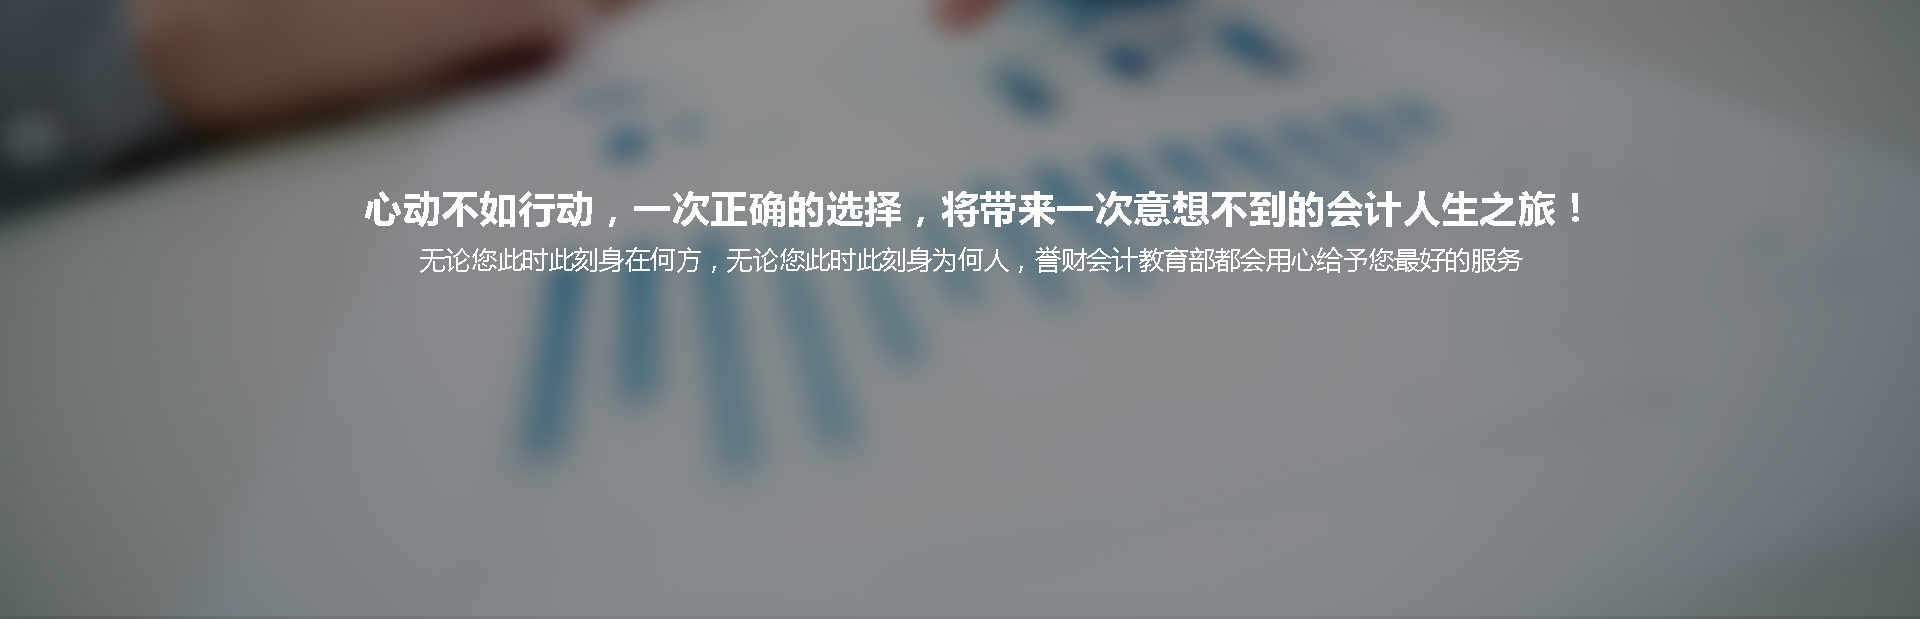 心动不如行动，一次正确的选择，将带来一次意想不到的会计人生之旅！
无论您此时此刻身在何方，无论您此时此刻身为何人，誉财会计教育部都会用心给予您最好的服务